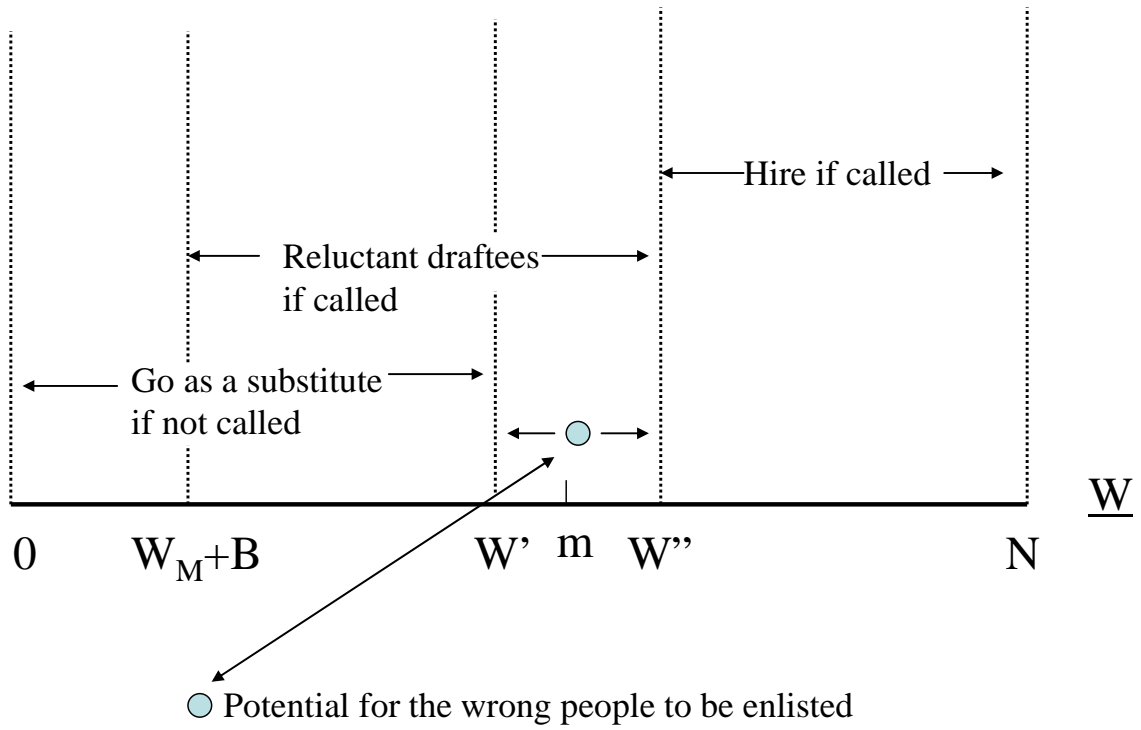 Hire if called
Reluctant draftees
if called
Go as a substitute
if not called
W
0 W_M+B W’ m W” N
Potential for the wrong people to be enlisted